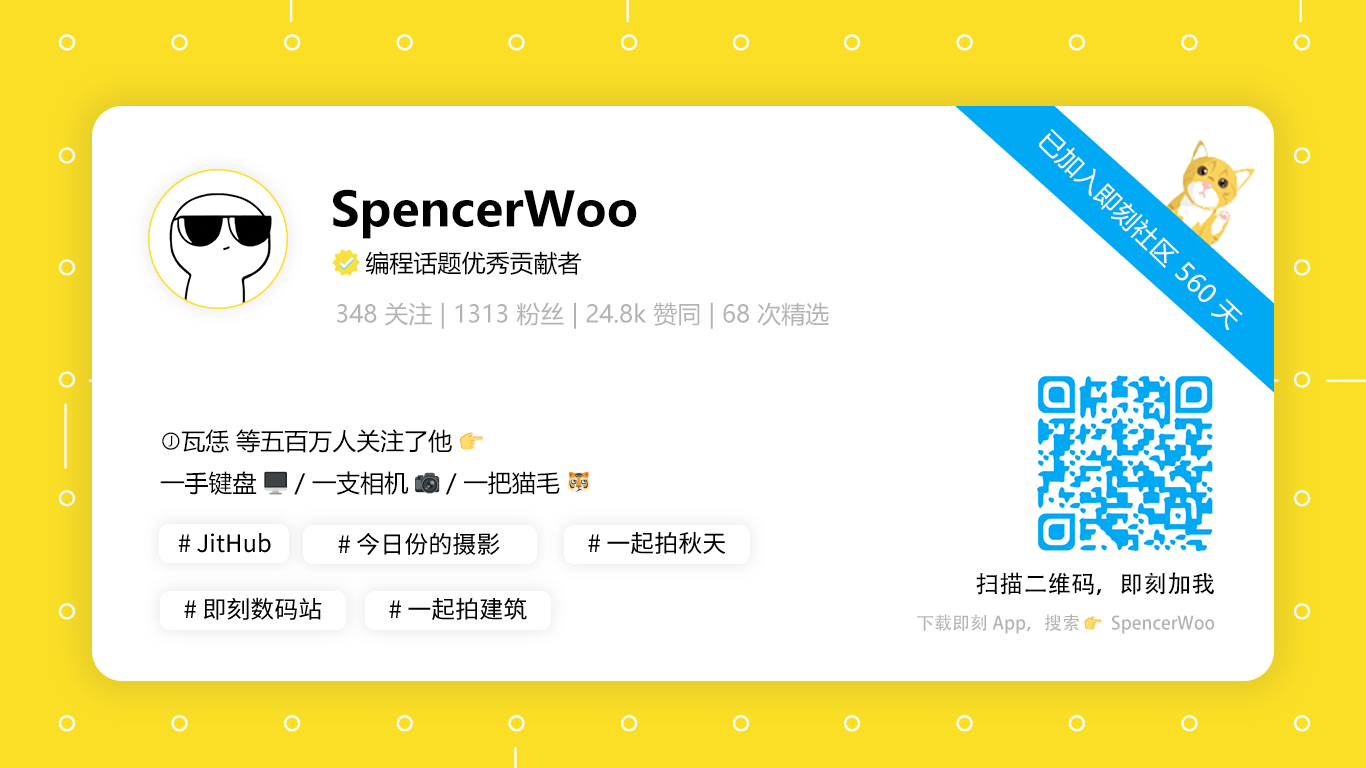 SpencerWoo
编程话题优秀贡献者
348 关注 | 1313 粉丝 | 24.8k 赞同 | 68 次精选
已加入即刻社区 560 天
Ⓙ瓦恁 等五百万人关注了他 👉
一手键盘 🖥️ / 一支相机 📷 / 一把猫毛 🐯
# JitHub
# 今日份的摄影
# 一起拍秋天
# 即刻数码站
# 一起拍建筑
扫描二维码，即刻加我
下载即刻 App，搜索 👉 SpencerWoo